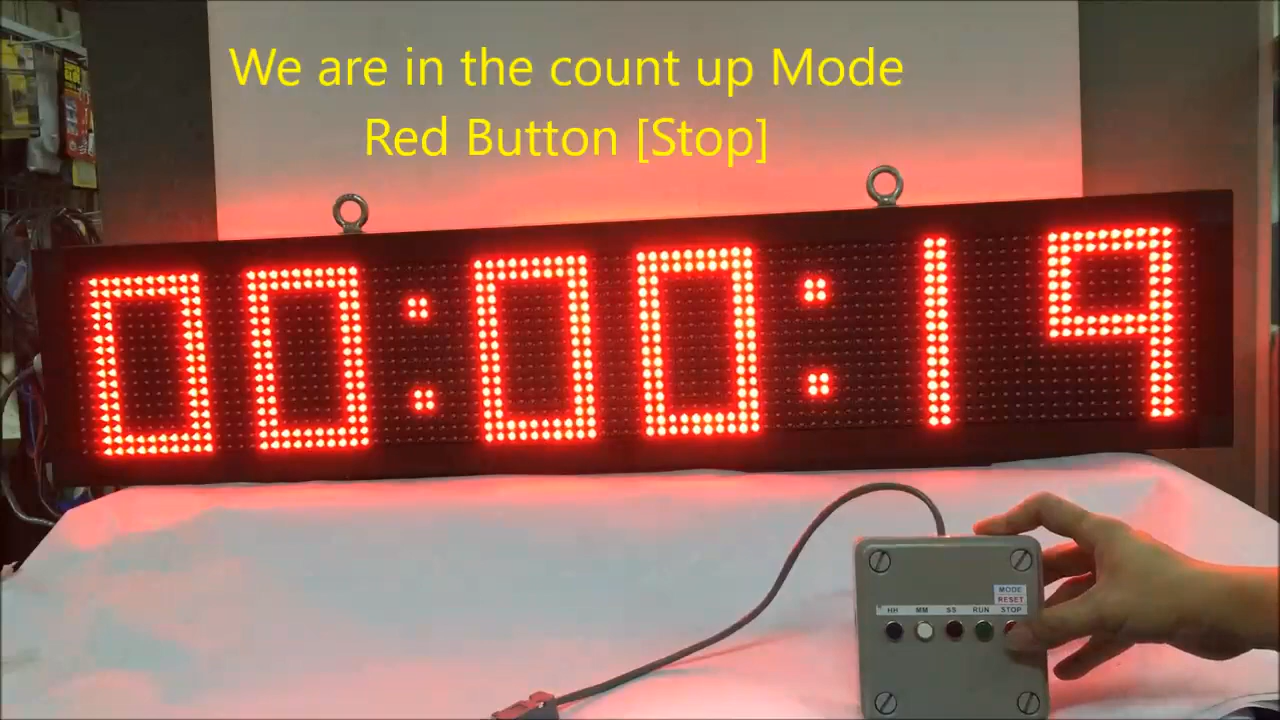 We are in the count up Mode
Red Button [Stop]
00:00:19
MODE
RESET
HH MM SS RUN STOP